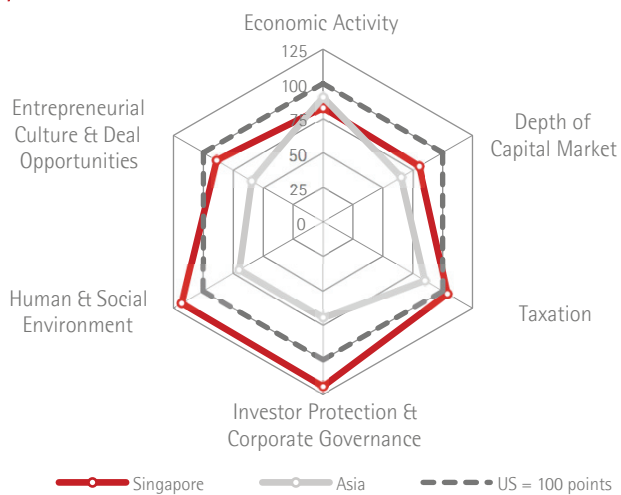 Economic Activity
125
100
75
50
25
0
Entrepreneurial
Culture & Deal
Opportunities
Depth of
Capital Market
Human & Social
Environment
Taxation
Investor Protection &
Corporate Governance
Singapore
Asia
US = 100 points